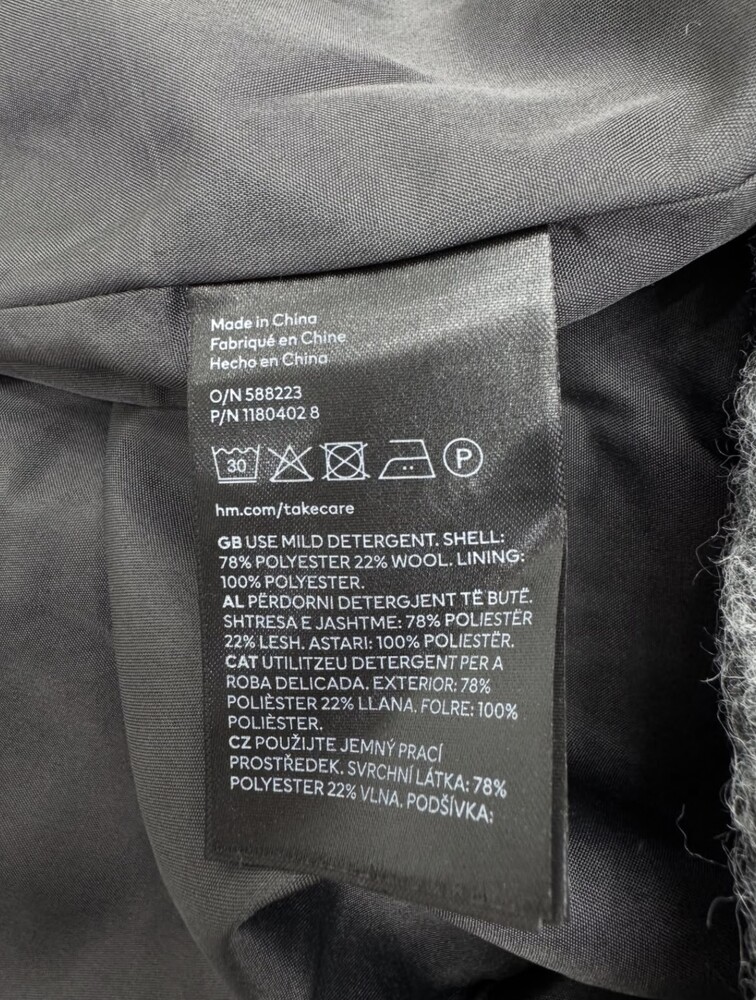 Made in China
Fabriqué en Chine
Hecho en China
O/N 588223
P/N 1180402 8
30 P
hm.com/takecare
GB USE MILD DETERGENT. SHELL:
78% POLYESTER 22% WOOL. LINING:
100% POLYESTER.
AL PËRDORNI DETERGJENT TË BUTË.
SHTRESA E JASHTME: 78% POLIESTËR
22% LESH. ASTARI: 100% POLIESTËR.
CAT UTILITZEU DETERGENT PER A
ROBA DELICADA. EXTERIOR: 78%
POLIÈSTER 22% LLANA. FOLRE: 100%
POLIÈSTER.
CZ POUŽIJTE JEMNÝ PRACÍ
PROSTŘEDEK. SVRCHNÍ LÁTKA: 78%
POLYESTER 22% VLNA. PODŠÍVKA: